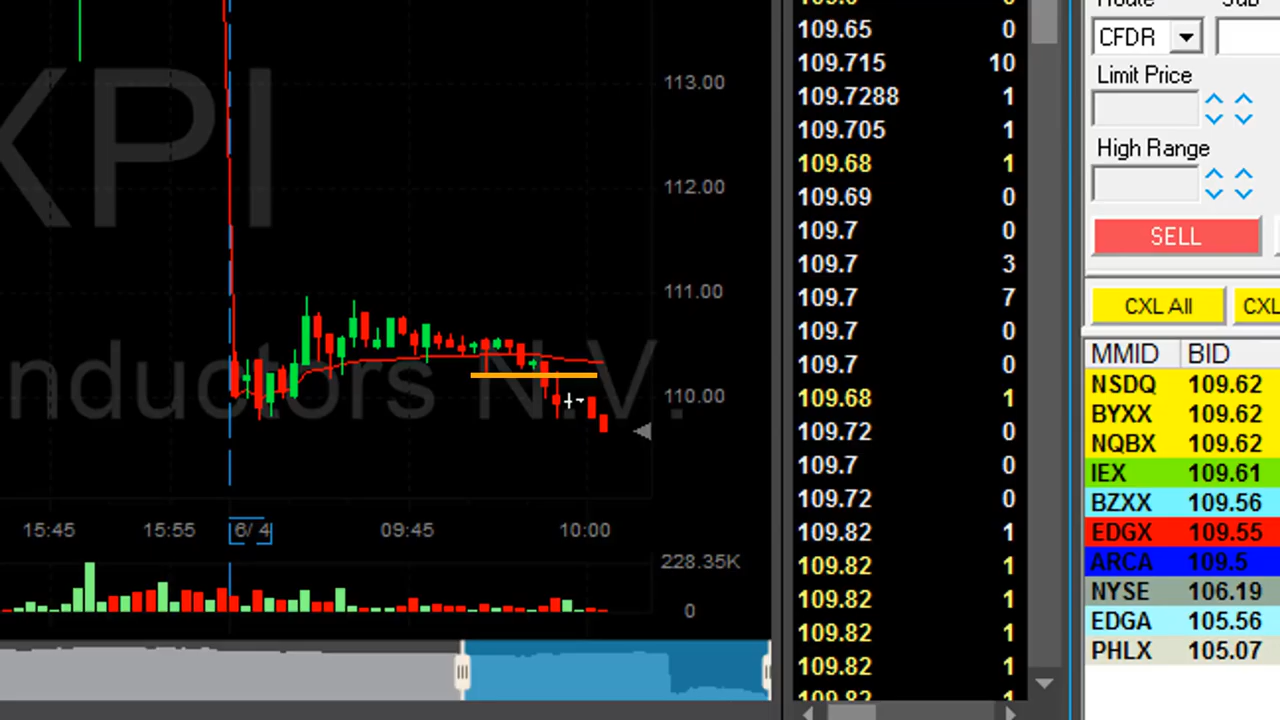 XPI
nductors N.V.
113.00
112.00
111.00
110.00
15:45
15:55
6/ 4
09:45
10:00
228.35K
0
109.65 0
109.715 10
109.7288 1
109.705 1
109.68 1
109.69 0
109.7 0
109.7 3
109.7 7
109.7 0
109.7 0
109.68 1
109.72 0
109.7 0
109.72 0
109.82 1
109.82 1
109.82 1
109.82 1
109.82 1
109.82 1
CFDR
Limit Price
High Range
SELL
CXL All
CXL
MMID BID
NSDQ 109.62
BYXX 109.62
NQBX 109.62
IEX 109.61
BZXX 109.56
EDGX 109.55
ARCA 109.5
NYSE 106.19
EDGA 105.56
PHLX 105.07